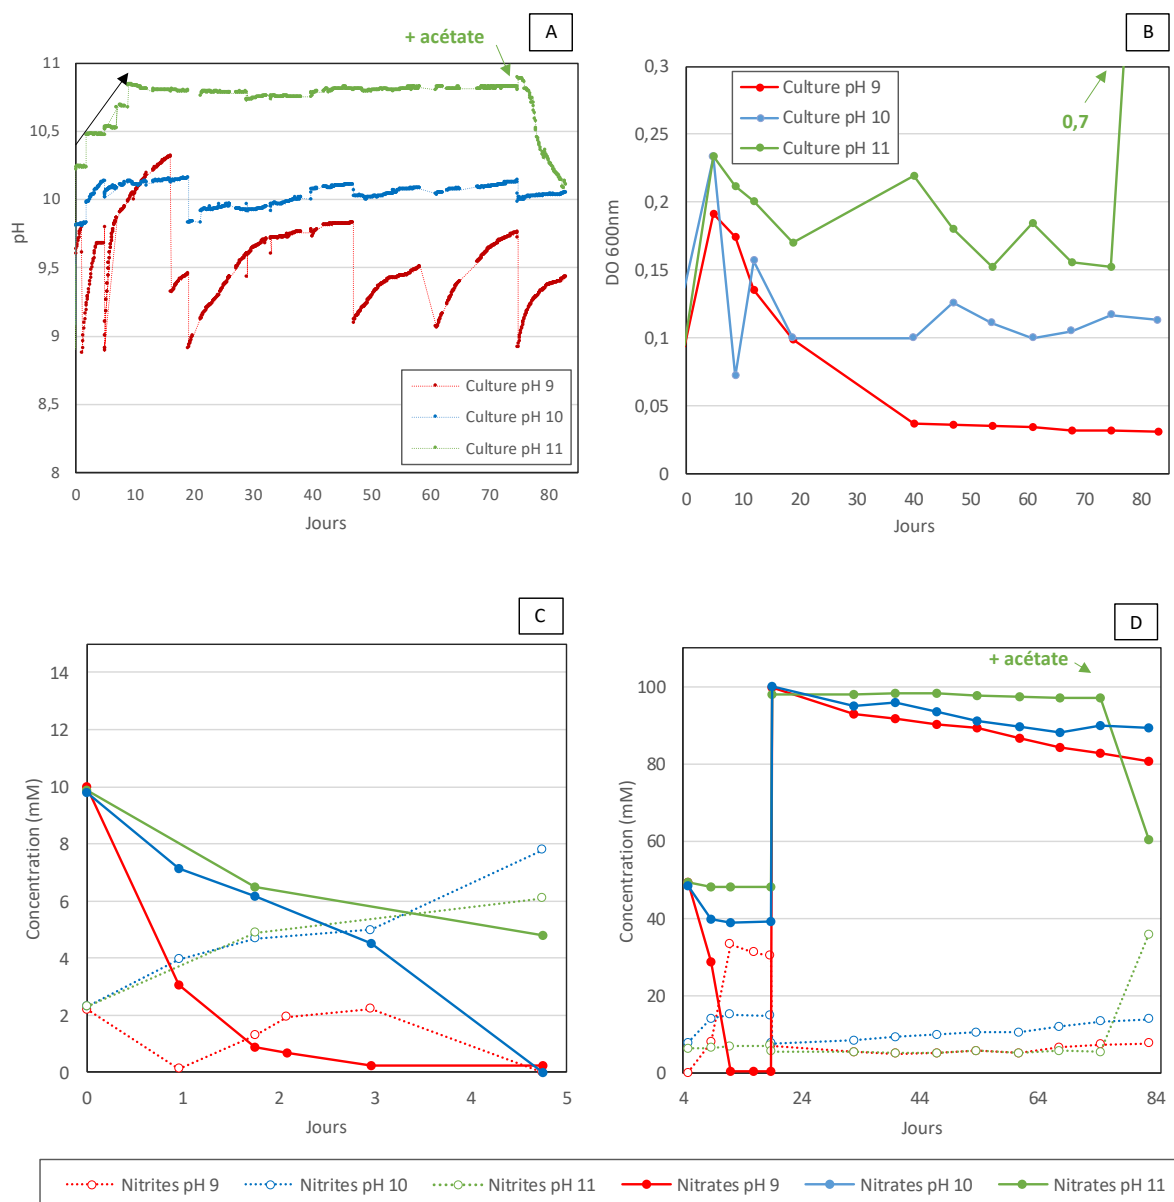 A
+ acétate
11
10,5
10
9,5
9
8,5
8
pH
Culture pH 9
Culture pH 10
Culture pH 11
0 10 20 30 40 50 60 70 80
Jours
B
0,3
0,25
0,2
0,15
0,1
0,05
0
DO 600nm
Culture pH 9
Culture pH 10
Culture pH 11
0,7
0 10 20 30 40 50 60 70 80
Jours
C
14
12
10
8
6
4
2
0
Concentration (mM)
0 1 2 3 4 5
Jours
D
+ acétate
100
80
60
40
20
0
Concentration (mM)
4 24 44 64 84
Jours
Nitrites pH 9 Nitrites pH 10 Nitrites pH 11 Nitrates pH 9 Nitrates pH 10 Nitrates pH 11